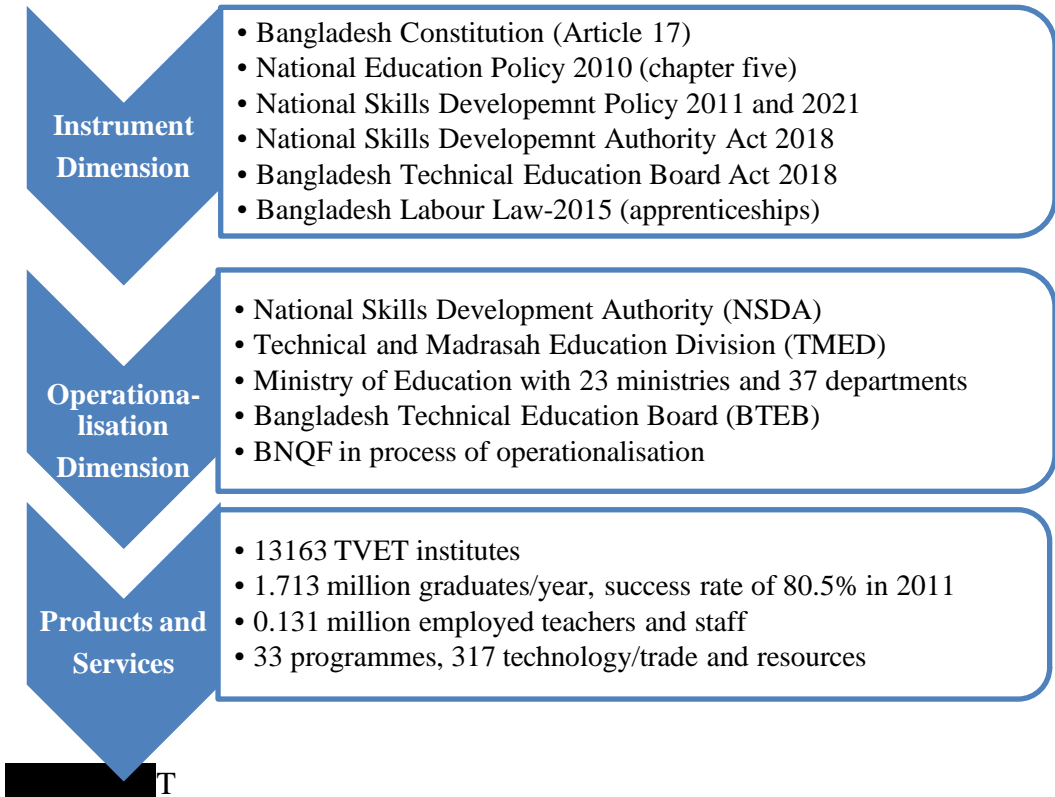 Instrument
Dimension
• Bangladesh Constitution (Article 17)
• National Education Policy 2010 (chapter five)
• National Skills Developemnt Policy 2011 and 2021
• National Skills Developemnt Authority Act 2018
• Bangladesh Technical Education Board Act 2018
• Bangladesh Labour Law-2015 (apprenticeships)
Operationa-
lisation
Dimension
• National Skills Development Authority (NSDA)
• Technical and Madrasah Education Division (TMED)
• Ministry of Education with 23 ministries and 37 departments
• Bangladesh Technical Education Board (BTEB)
• BNQF in process of operationalisation
Products and
Services
• 13163 TVET institutes
• 1.713 million graduates/year, success rate of 80.5% in 2011
• 0.131 million employed teachers and staff
• 33 programmes, 317 technology/trade and resources
T